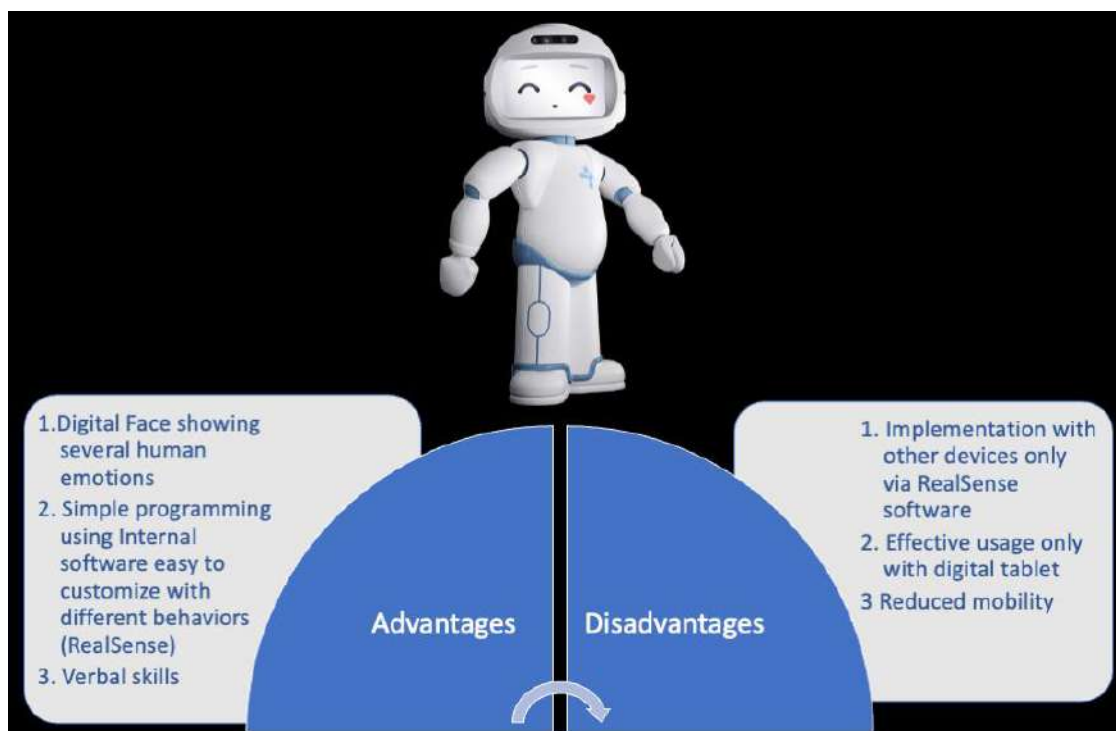 1.Digital Face showing
several human
emotions
2. Simple programming
using Internal
software easy to
customize with
different behaviors
(RealSense)
3. Verbal skills
Advantages
Disadvantages
1. Implementation with
other devices only
via RealSense
software
2. Effective usage only
with digital tablet
3 Reduced mobility